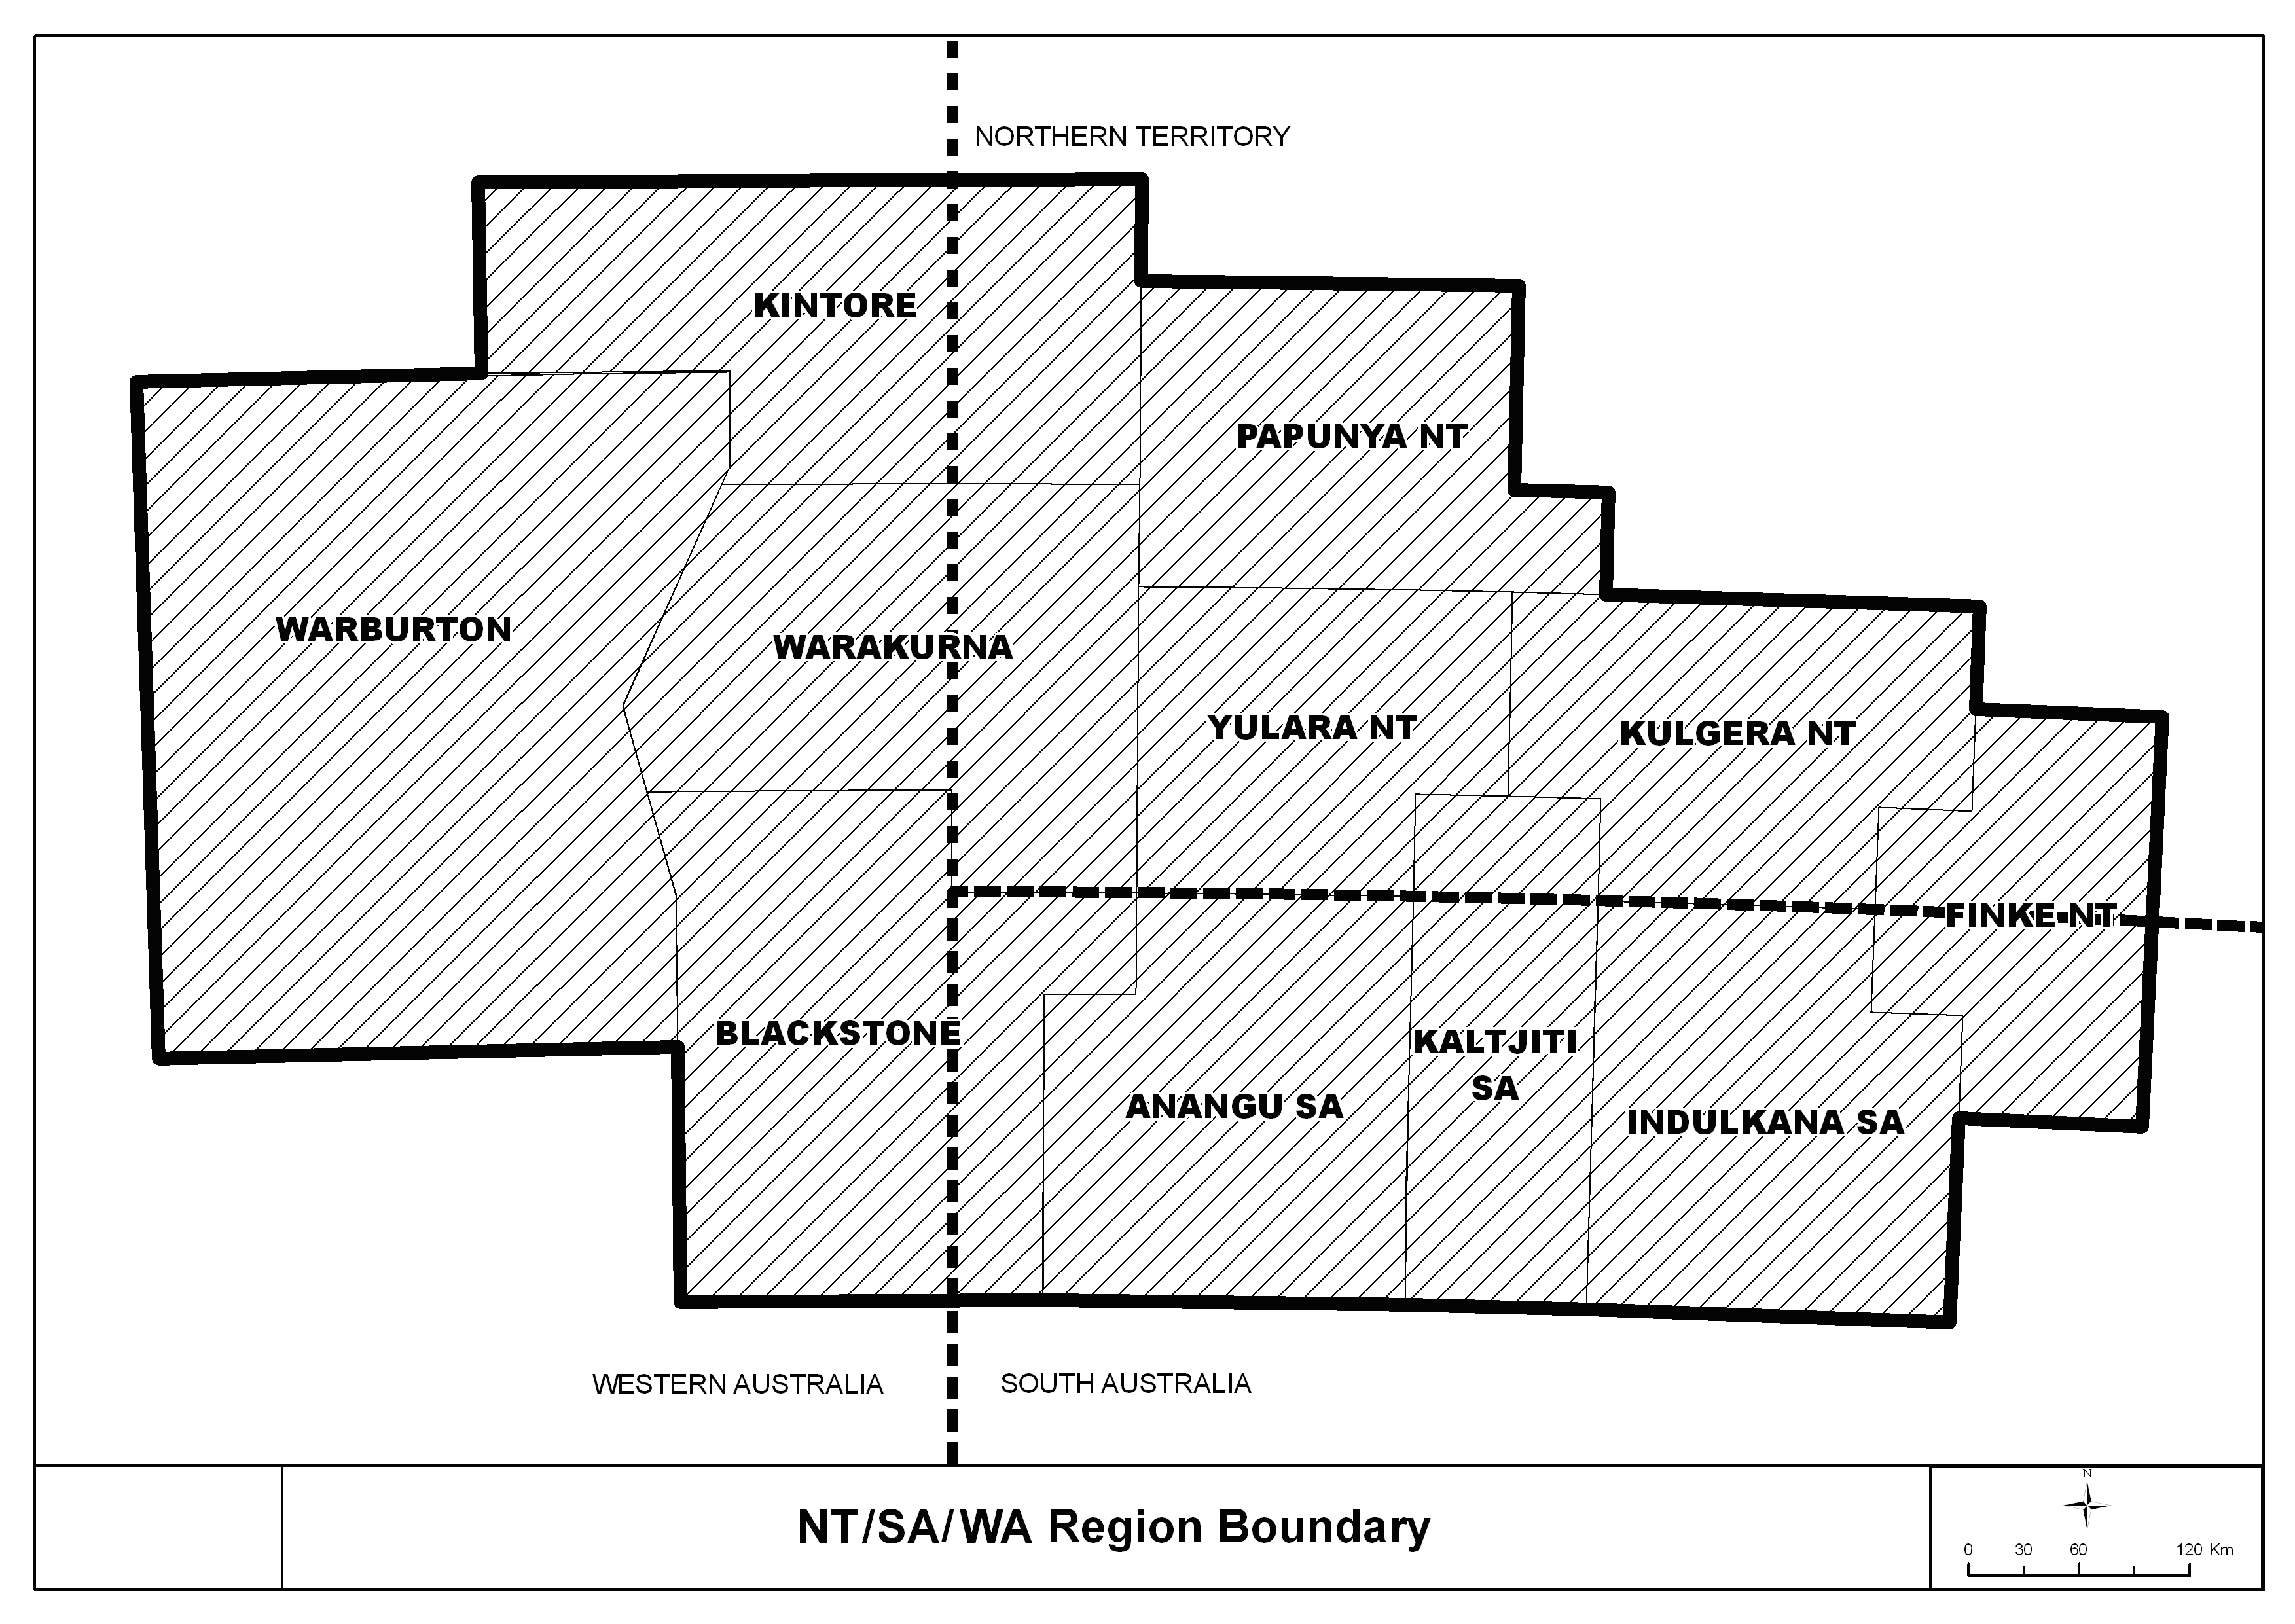 NORTHERN TERRITORY
KINTORE
PAPUNYA NT
WARBURTON
WARAKURNA
YULARA NT
KULGERA NT
FINKE NT
BLACKSTONE
KALTJITI
SA
ANANGU SA
INDULKANA SA
WESTERN AUSTRALIA
SOUTH AUSTRALIA
NT/SA/WA Region Boundary
N
0 30 60 120 Km